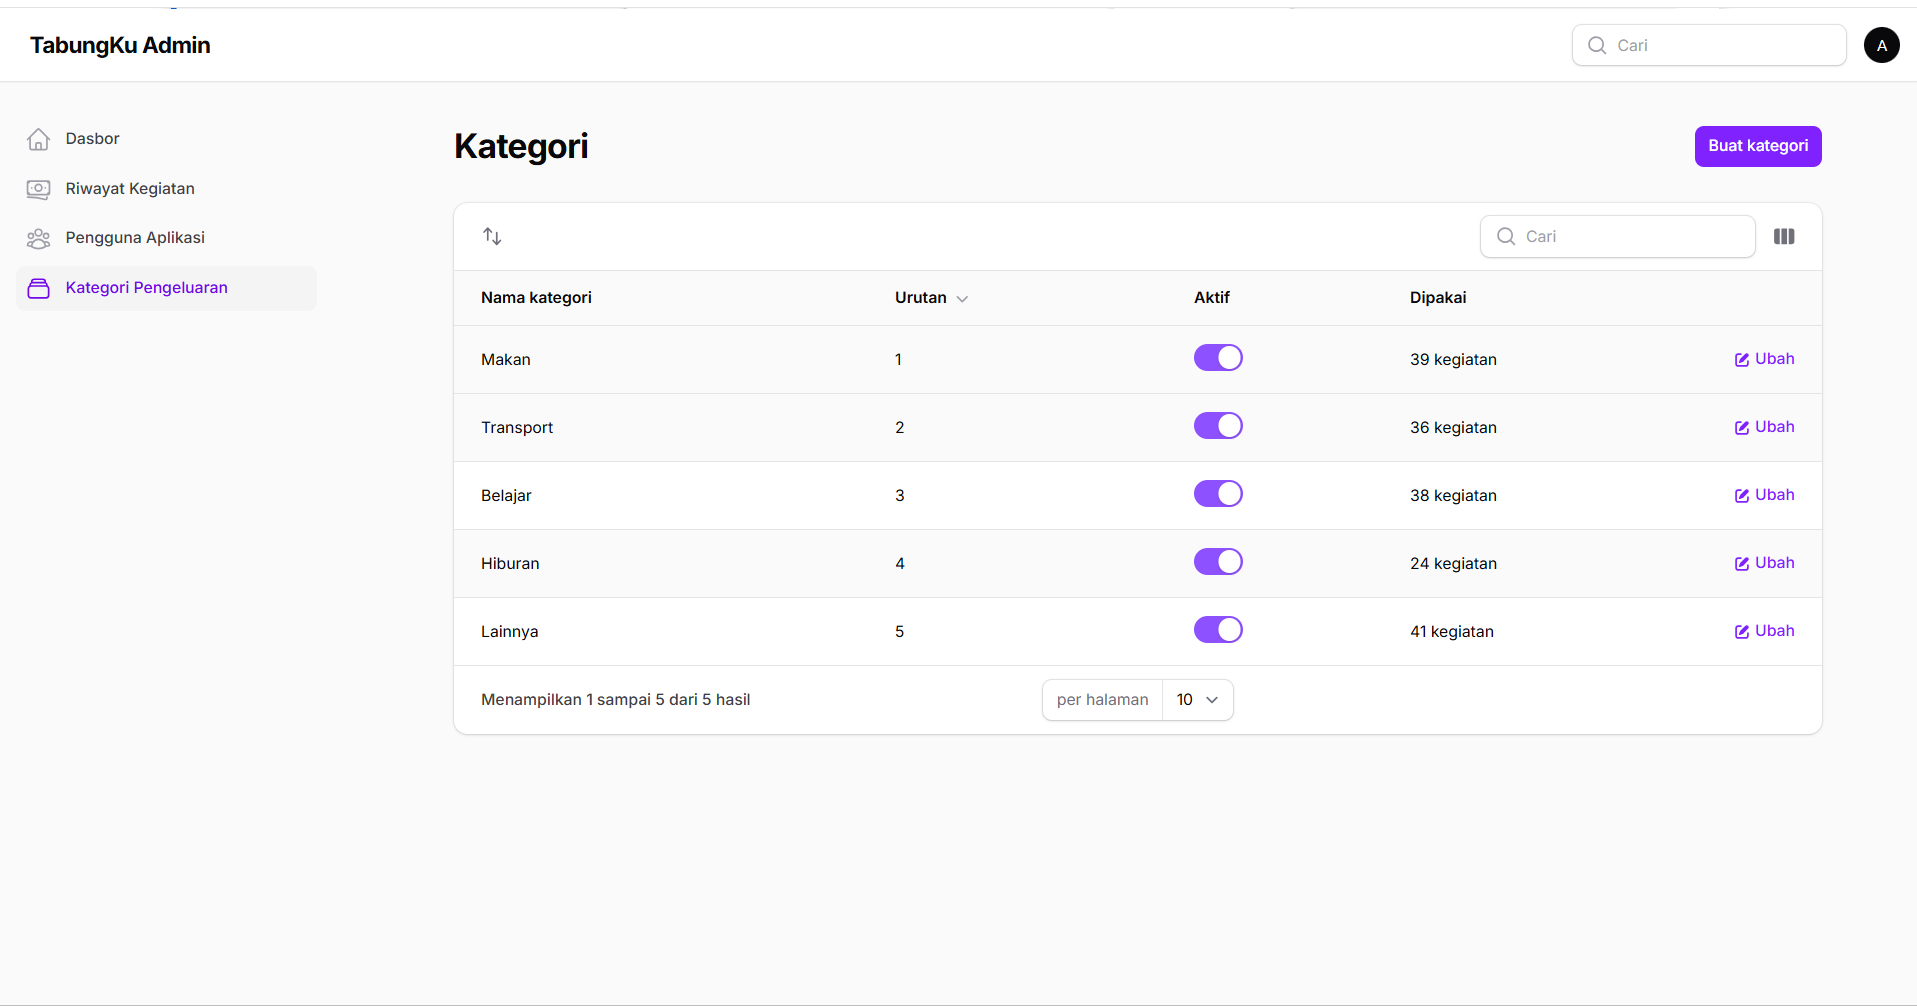 TabungKu Admin
Cari
A
Dasbor
Riwayat Kegiatan
Pengguna Aplikasi
Kategori Pengeluaran
Kategori
Buat kategori
Cari
Nama kategori Urutan Aktif Dipakai
Makan 1 39 kegiatan Ubah
Transport 2 36 kegiatan Ubah
Belajar 3 38 kegiatan Ubah
Hiburan 4 24 kegiatan Ubah
Lainnya 5 41 kegiatan Ubah
Menampilkan 1 sampai 5 dari 5 hasil per halaman 10